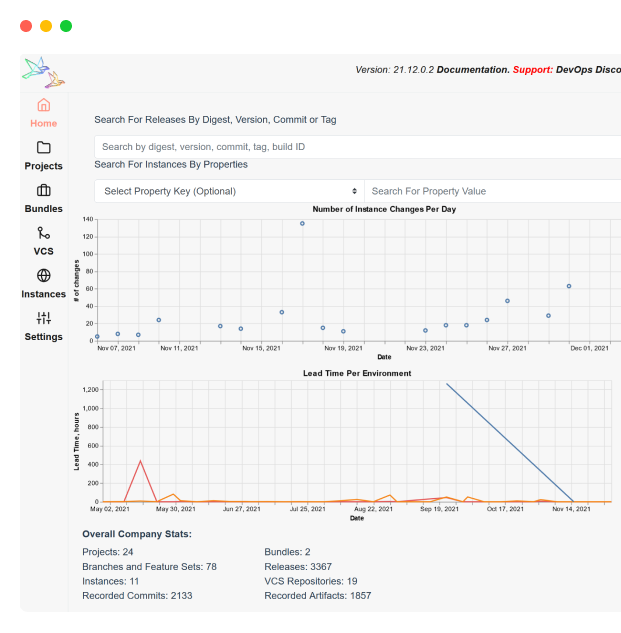 Version: 21.12.0.2 Documentation. Support: DevOps Disco
Home
Projects
Bundles
VCS
Instances
Settings
Search For Releases By Digest, Version, Commit or Tag
Search by digest, version, commit, tag, build ID
Search For Instances By Properties
Select Property Key (Optional) Search For Property Value
Number of Instance Changes Per Day
# of changes
140
120
100
80
60
40
20
0
Nov 07, 2021 Nov 11, 2021 Nov 15, 2021 Nov 19, 2021 Nov 23, 2021 Nov 27, 2021 Dec 01, 2021
Date
Lead Time Per Environment
Lead Time, hours
1,200
1,000
800
600
400
200
0
May 02, 2021 May 30, 2021 Jun 27, 2021 Jul 25, 2021 Aug 22, 2021 Sep 19, 2021 Oct 17, 2021 Nov 14, 2021
Date
Overall Company Stats:
Projects: 24 Bundles: 2
Branches and Feature Sets: 78 Releases: 3367
Instances: 11 VCS Repositories: 19
Recorded Commits: 2133 Recorded Artifacts: 1857